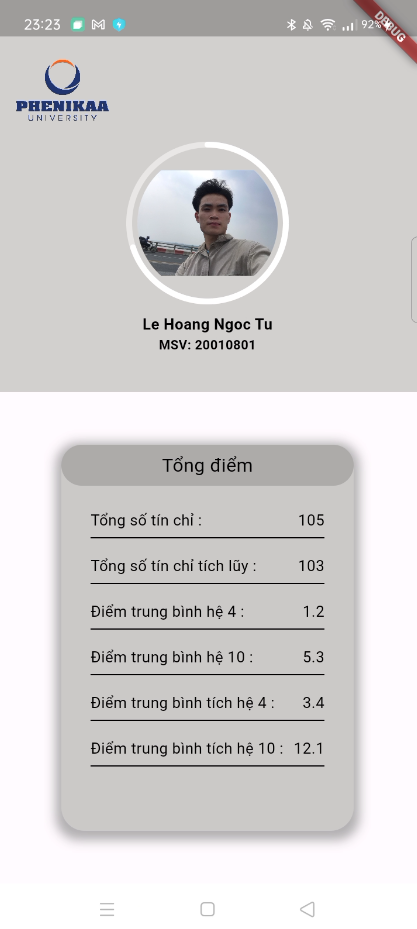 23:23
92%
DEBUG
PHENIKAA
UNIVERSITY
Le Hoang Ngoc Tu
MSV: 20010801
Tổng điểm
Tổng số tín chỉ : 105
Tổng số tín chỉ tích lũy : 103
Điểm trung bình hệ 4 : 1.2
Điểm trung bình hệ 10 : 5.3
Điểm trung bình tích hệ 4 : 3.4
Điểm trung bình tích hệ 10 : 12.1